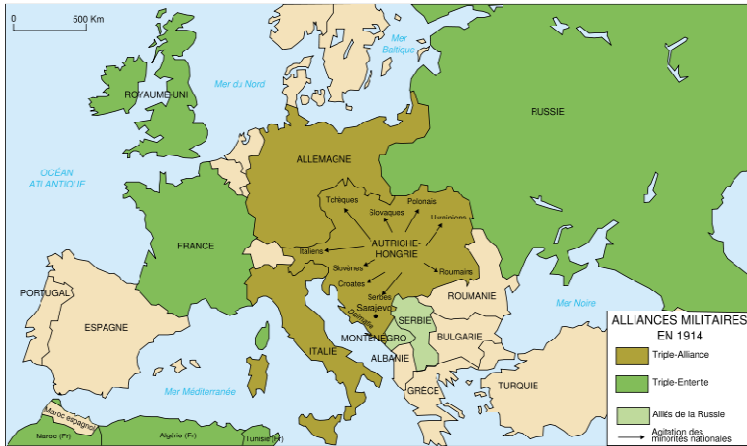 0 500 Km
Mer
Baltique
Mer du Nord
ROYAUME-UNI
RUSSIE
OCÉAN
ATLANTIQUE
ALLEMAGNE
Tchèques
Polonais
Slovaques
FRANCE
AUTRICHE-
HONGRIE
Italiens
Slovènes
Roumains
Croates
Serbes
ROUMANIE
PORTUGAL
Sarajevo
Dalmatie
SERBIE
Mer Noire
ESPAGNE
MONTENEGRO
BULGARIE
ITALIE
ALBANIE
TURQUIE
GRÈCE
Mer Méditerranée
Maroc espagnol
Maroc (Fr)
Algérie (Fr)
Tunisie (Fr)
ALLIANCES MILITAIRES
EN 1914
Triple-Alliance
Triple-Entente
Alliés de la Russie
Agitation des
minorités nationales